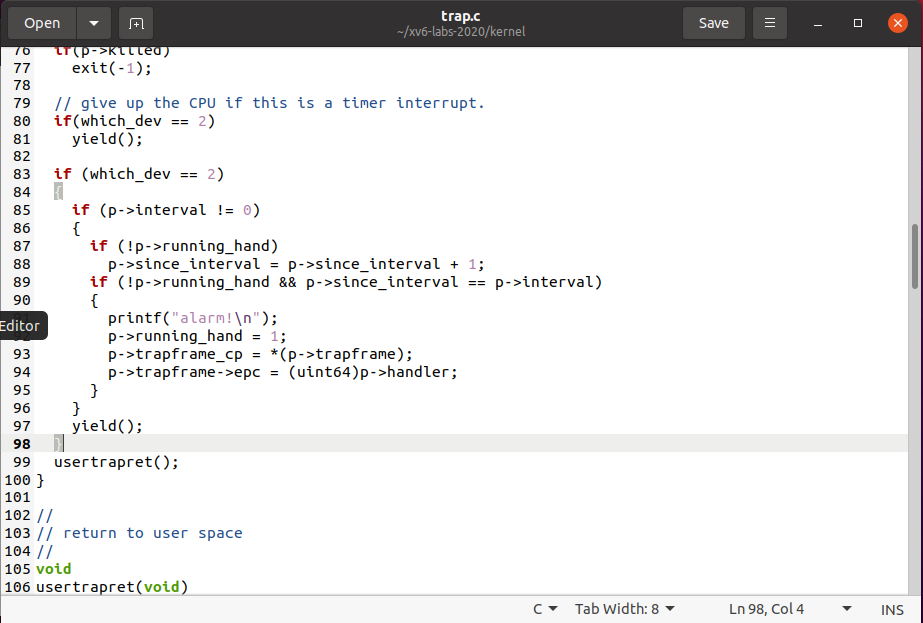 Open
trap.c
~/xv6-labs-2020/kernel
Save
76   if(p->killed)
77     exit(-1);
78
79   // give up the CPU if this is a timer interrupt.
80   if(which_dev == 2)
81     yield();
82
83   if (which_dev == 2)
84   {
85     if (p->interval != 0)
86     {
87       if (!p->running_hand)
88         p->since_interval = p->since_interval + 1;
89       if (!p->running_hand && p->since_interval == p->interval)
90       {
Editor
         printf("alarm!\n");
         p->running_hand = 1;
93         p->trapframe_cp = *(p->trapframe);
94         p->trapframe->epc = (uint64)p->handler;
95       }
96     }
97     yield();
98   }
99   usertrapret();
100 }
101
102 //
103 // return to user space
104 //
105 void
106 usertrapret(void)
C  Tab Width: 8  Ln 98, Col 4  INS